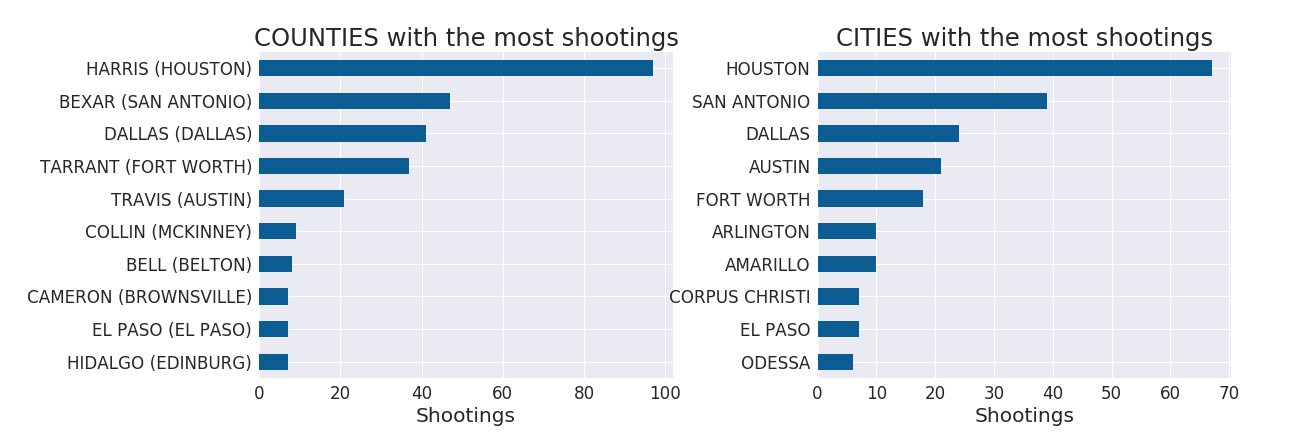 COUNTIES with the most shootings
HARRIS (HOUSTON)
BEXAR (SAN ANTONIO)
DALLAS (DALLAS)
TARRANT (FORT WORTH)
TRAVIS (AUSTIN)
COLLIN (MCKINNEY)
BELL (BELTON)
CAMERON (BROWNSVILLE)
EL PASO (EL PASO)
HIDALGO (EDINBURG)
0 20 40 60 80 100
Shootings
CITIES with the most shootings
HOUSTON
SAN ANTONIO
DALLAS
AUSTIN
FORT WORTH
ARLINGTON
AMARILLO
CORPUS CHRISTI
EL PASO
ODESSA
0 10 20 30 40 50 60 70
Shootings